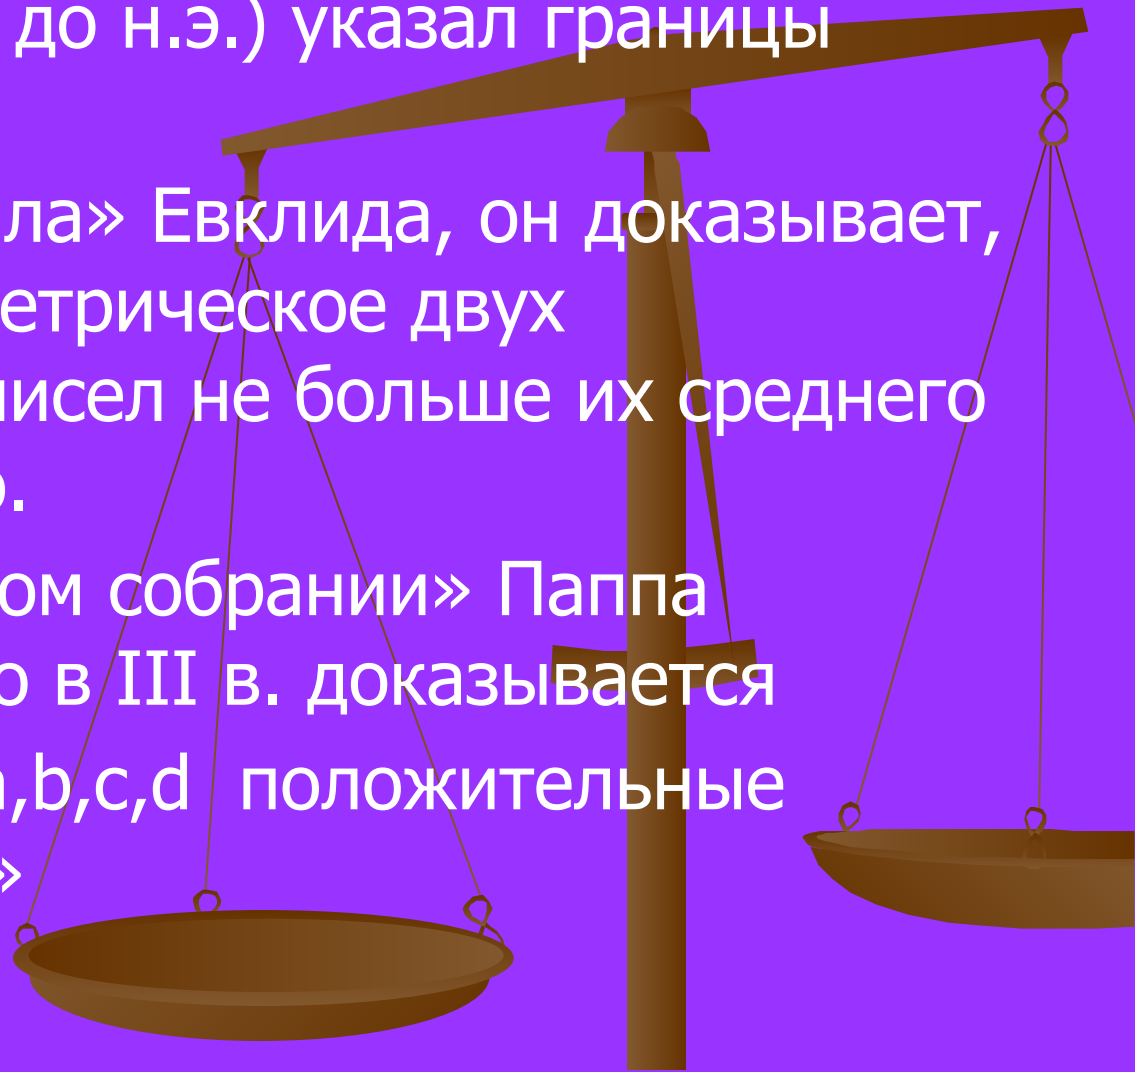 до н.э.) указал границы
ла» Евклида, он доказывает,
етрическое двух
исел не больше их среднего
о.
ом собрании» Паппа
о в III в. доказывается
a,b,c,d положительные
»